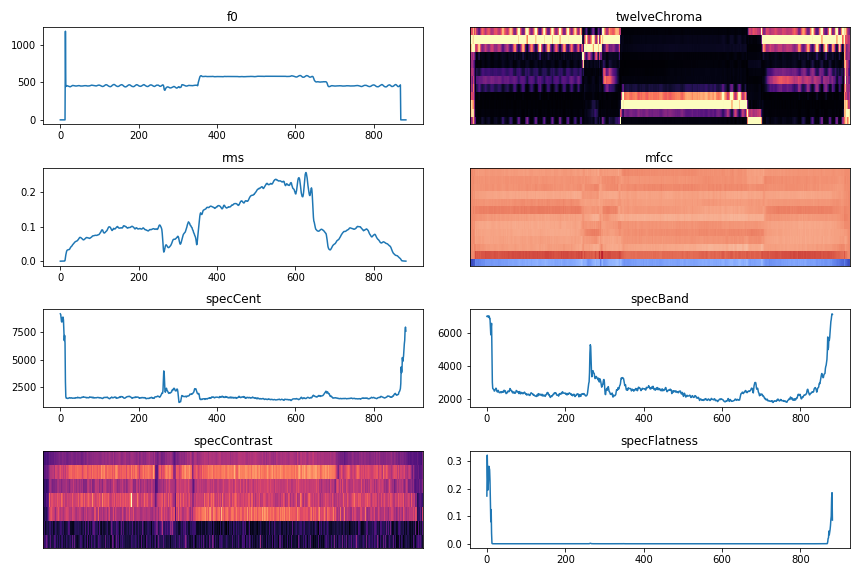 f0
twelveChroma
1000
500
0
0 200 400 600 800
rms
mfcc
0.2
0.1
0.0
0 200 400 600 800
specCent
specBand
7500
5000
2500
0 200 400 600 800
6000
4000
2000
0 200 400 600 800
specContrast
specFlatness
0.3
0.2
0.1
0.0
0 200 400 600 800